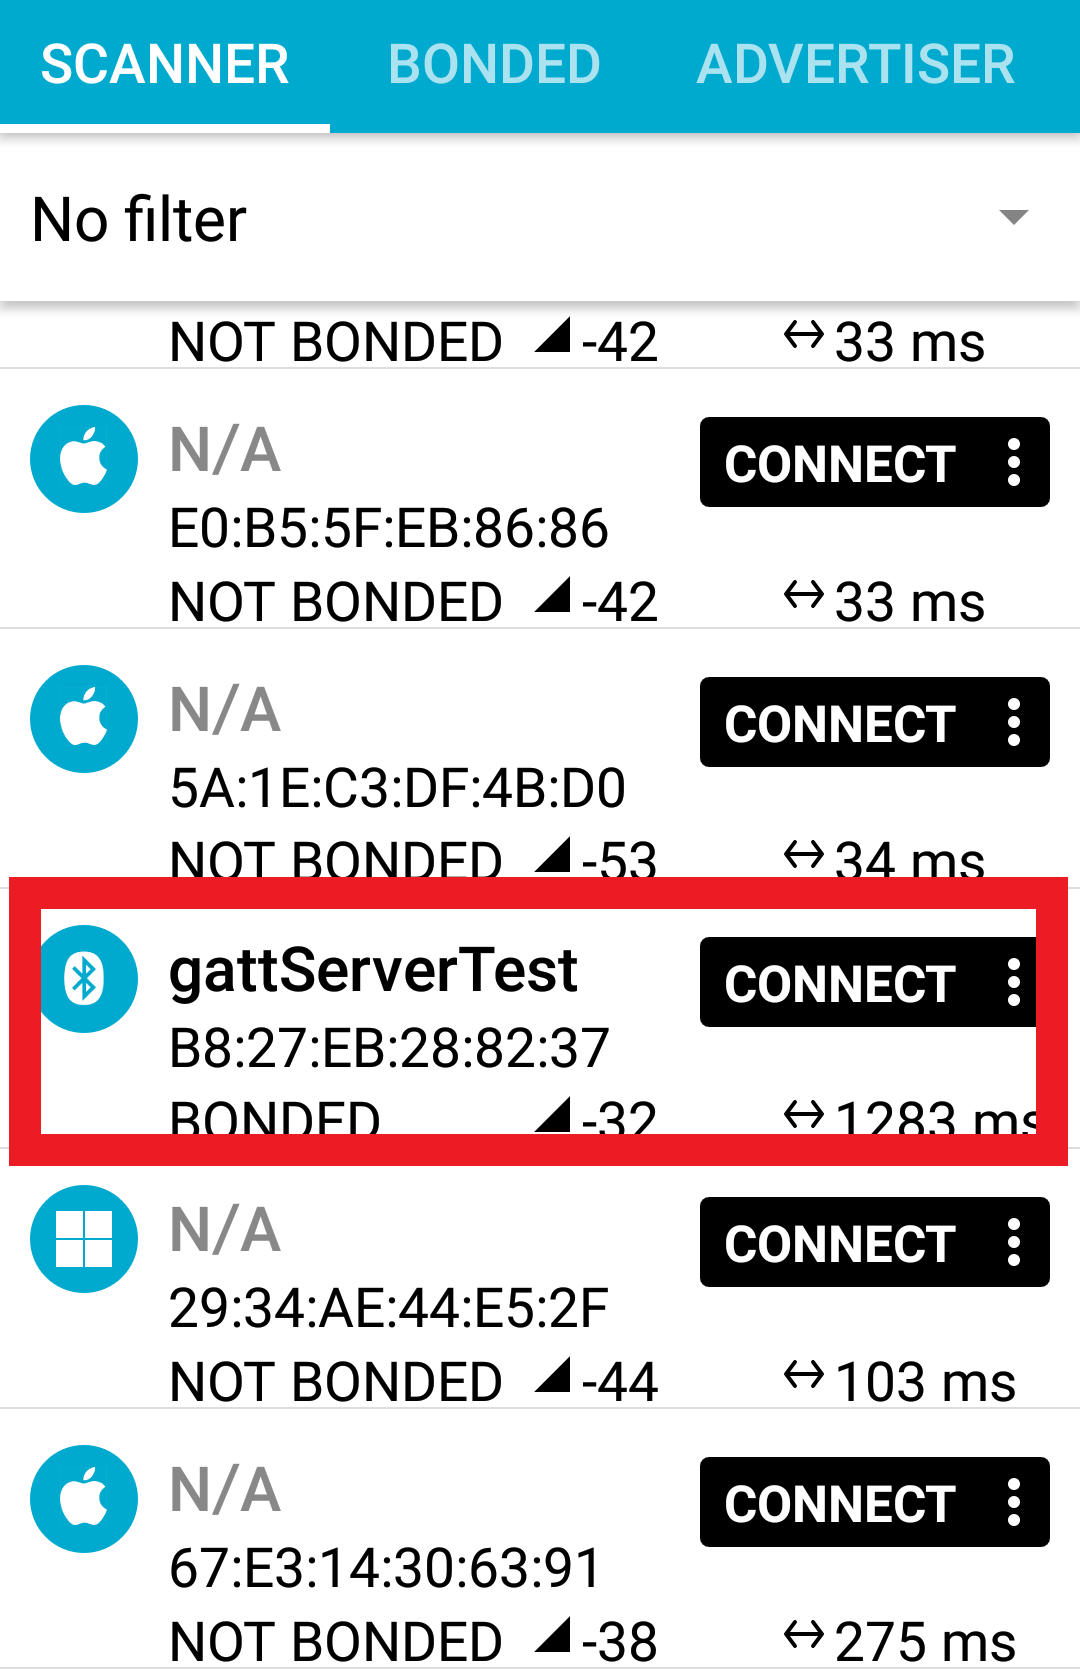 SCANNER BONDED ADVERTISER
No filter
NOT BONDED -42 33 ms
N/A CONNECT
E0:B5:5F:EB:86:86
NOT BONDED -42 33 ms
N/A CONNECT
5A:1E:C3:DF:4B:D0
NOT BONDED -53 34 ms
gattServerTest CONNECT
B8:27:EB:28:82:37
BONDED -32 1283 ms
N/A CONNECT
29:34:AE:44:E5:2F
NOT BONDED -44 103 ms
N/A CONNECT
67:E3:14:30:63:91
NOT BONDED -38 275 ms